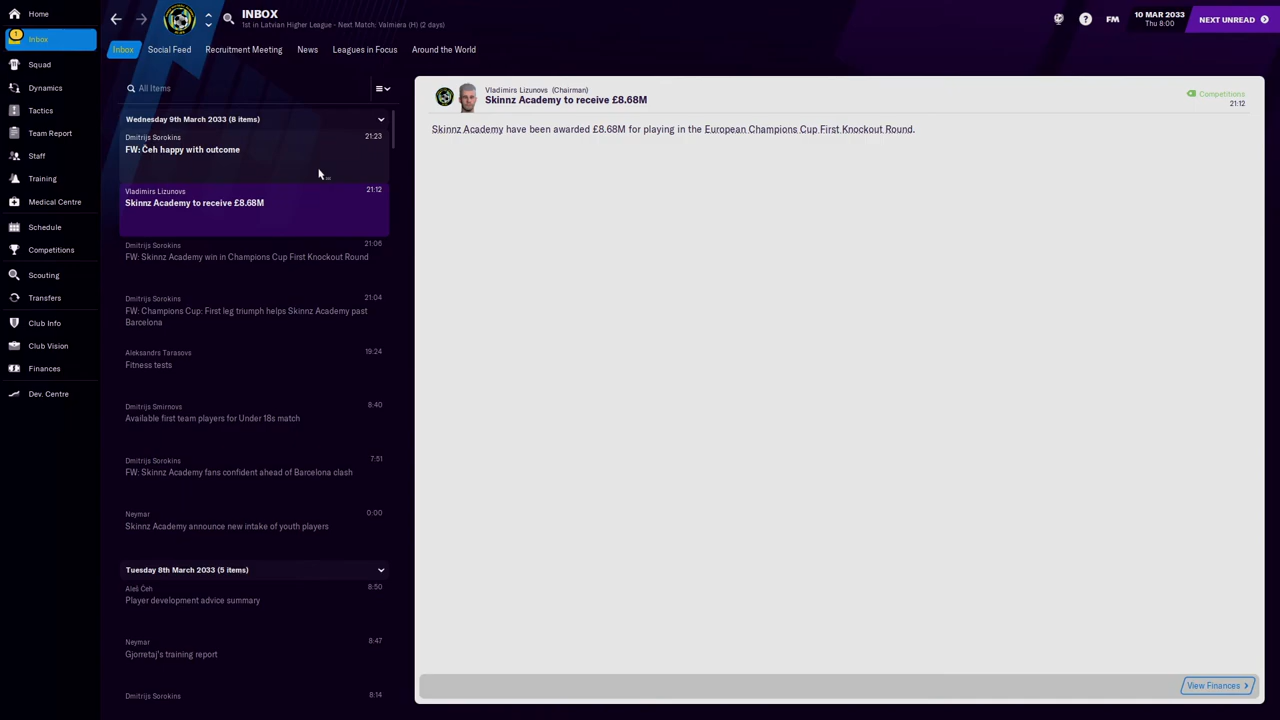 Home
Inbox
1
Squad
Dynamics
Tactics
Team Report
Staff
Training
Medical Centre
Schedule
Competitions
Scouting
Transfers
Club Info
Club Vision
Finances
Dev. Centre
INBOX
1st in Latvian Higher League - Next Match: Valmiera (H) (2 days)
FM
10 MAR 2033
Thu 8:00
NEXT UNREAD
Inbox
Social Feed
Recruitment Meeting
News
Leagues in Focus
Around the World
All Items
Wednesday 9th March 2033 (8 items)
Dmitrijs Sorokins
21:23
FW: Čeh happy with outcome
Vladimirs Lizunovs
21:12
Skinnz Academy to receive £8.68M
Dmitrijs Sorokins
21:06
FW: Skinnz Academy win in Champions Cup First Knockout Round
Dmitrijs Sorokins
21:04
FW: Champions Cup: First leg triumph helps Skinnz Academy past
Barcelona
Aleksandrs Tarasovs
19:24
Fitness tests
Dmitrijs Smirnovs
8:40
Available first team players for Under 18s match
Dmitrijs Sorokins
7:51
FW: Skinnz Academy fans confident ahead of Barcelona clash
Neymar
0:00
Skinnz Academy announce new intake of youth players
Tuesday 8th March 2033 (5 items)
Aleš Čeh
8:50
Player development advice summary
Neymar
8:47
Gjorretaj's training report
Dmitrijs Sorokins
8:14
Vladimirs Lizunovs (Chairman)
Skinnz Academy to receive £8.68M
Competitions
21:12
Skinnz Academy have been awarded £8.68M for playing in the European Champions Cup First Knockout Round.
View Finances